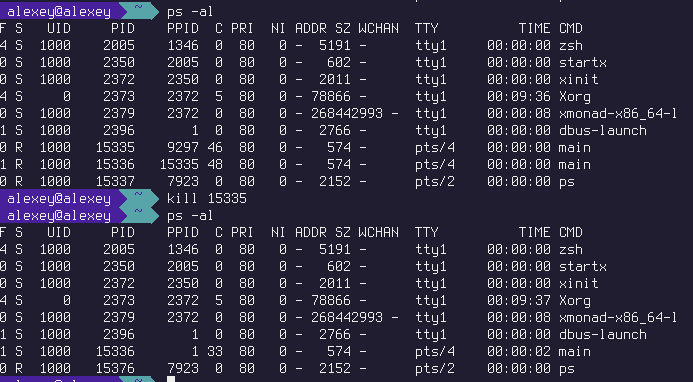 alexey@alexey ~ ps -al
F S UID PID PPID C PRI NI ADDR SZ WCHAN TTY TIME CMD
4 S 1000 2005 1346 0 80 0 - 5191 - tty1 00:00:00 zsh
0 S 1000 2350 2005 0 80 0 - 602 - tty1 00:00:00 startx
0 S 1000 2372 2350 0 80 0 - 2011 - tty1 00:00:00 xinit
4 S 0 2373 2372 5 80 0 - 78866 - tty1 00:09:36 Xorg
0 S 1000 2379 2372 0 80 0 - 268442993 - tty1 00:00:08 xmonad-x86_64-l
1 S 1000 2396 1 0 80 0 - 2766 - tty1 00:00:00 dbus-launch
0 R 1000 15335 9297 46 80 0 - 574 - pts/4 00:00:00 main
1 R 1000 15336 15335 48 80 0 - 574 - pts/4 00:00:00 main
0 R 1000 15337 7923 0 80 0 - 2152 - pts/2 00:00:00 ps
alexey@alexey ~ kill 15335
alexey@alexey ~ ps -al
F S UID PID PPID C PRI NI ADDR SZ WCHAN TTY TIME CMD
4 S 1000 2005 1346 0 80 0 - 5191 - tty1 00:00:00 zsh
0 S 1000 2350 2005 0 80 0 - 602 - tty1 00:00:00 startx
0 S 1000 2372 2350 0 80 0 - 2011 - tty1 00:00:00 xinit
4 S 0 2373 2372 5 80 0 - 78866 - tty1 00:09:37 Xorg
0 S 1000 2379 2372 0 80 0 - 268442993 - tty1 00:00:08 xmonad-x86_64-l
1 S 1000 2396 1 0 80 0 - 2766 - tty1 00:00:00 dbus-launch
1 S 1000 15336 1 33 80 0 - 574 - pts/4 00:00:02 main
0 R 1000 15376 7923 0 80 0 - 2152 - pts/2 00:00:00 ps
alexey@alexey ~